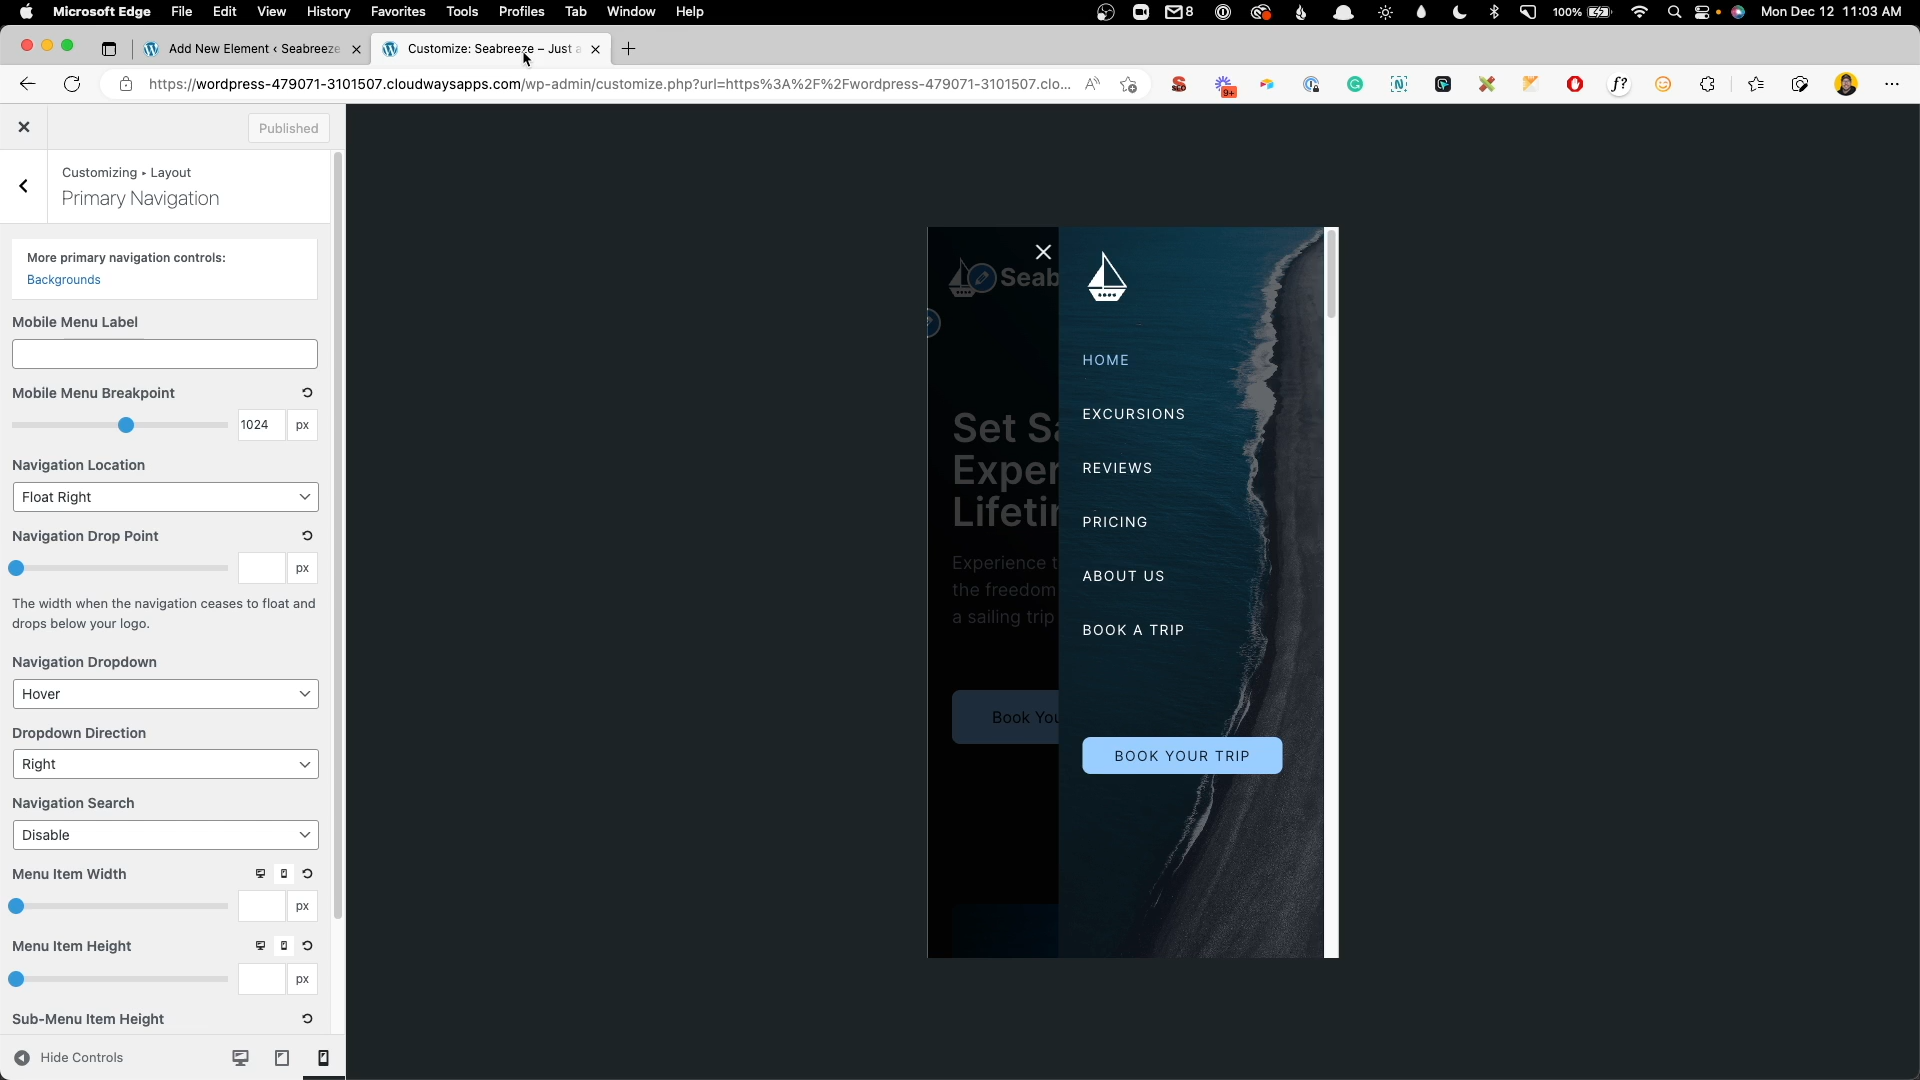 Microsoft Edge File Edit View History Favorites Tools Profiles Tab Window Help 8 100% Mon Dec 12 11:03 AM
Add New Element ‹ Seabreeze
Customize: Seabreeze – Just a
https://wordpress-479071-3101507.cloudwaysapps.com/wp-admin/customize.php?url=https%3A%2F%2Fwordpress-479071-3101507.clo...
9+
f?
Published
Customizing ▸ Layout
Primary Navigation
More primary navigation controls:
Backgrounds
Mobile Menu Label
Mobile Menu Breakpoint
1024 px
Navigation Location
Float Right
Navigation Drop Point
px
The width when the navigation ceases to float and
drops below your logo.
Navigation Dropdown
Hover
Dropdown Direction
Right
Navigation Search
Disable
Menu Item Width
px
Menu Item Height
px
Sub-Menu Item Height
Hide Controls
Seab
Set Sa
Exper
Lifetin
Experience t
the freedom
a sailing trip
Book You
HOME
EXCURSIONS
REVIEWS
PRICING
ABOUT US
BOOK A TRIP
BOOK YOUR TRIP